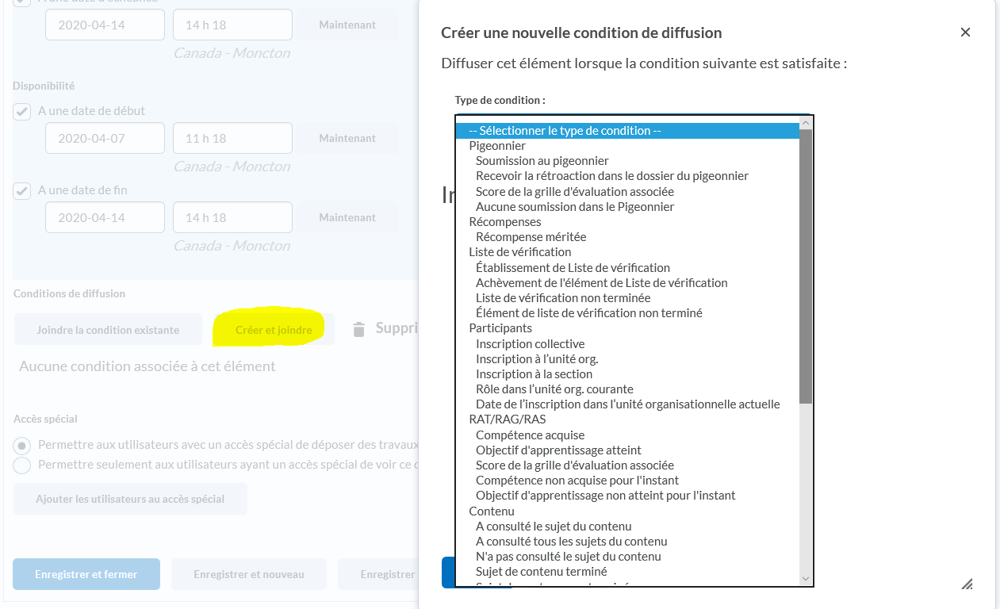 2020-04-14
14 h 18
Maintenant
Canada - Moncton
Disponibilité
A une date de début
2020-04-07
11 h 18
Canada - Moncton
A une date de fin
2020-04-14
14 h 18
Maintenant
Canada - Moncton
Conditions de diffusion
Joindre la condition existante
Créer et joindre
Aucune condition associée à cet élément
Accès spécial
Permettre aux utilisateurs avec un accès spécial de déposer des travaux
Permettre seulement aux utilisateurs ayant un accès spécial de voir ce
Ajouter les utilisateurs au accès spécial
Enregistrer et fermer
Enregistrer et nouveau
Enregistrer
Créer une nouvelle condition de diffusion
Diffuser cet élément lorsque la condition suivante est satisfaite :
Type de condition :
-- Sélectionner le type de condition --
Pigeonnier
Soumission au pigeonnier
Recevoir la rétroaction dans le dossier du pigeonnier
Score de la grille d'évaluation associée
Aucune soumission dans le Pigeonnier
Récompenses
Récompense méritée
Liste de vérification
Établissement de Liste de vérification
Achèvement de l'élément de Liste de vérification
Liste de vérification non terminée
Élément de liste de vérification non terminé
Participants
Inscription collective
Inscription à l’unité org.
Inscription à la section
Rôle dans l’unité org. courante
Date de l’inscription dans l’unité organisationnelle actuelle
RAT/RAG/RAS
Compétence acquise
Objectif d'apprentissage atteint
Score de la grille d'évaluation associée
Compétence non acquise pour l'instant
Objectif d'apprentissage non atteint pour l'instant
Contenu
A consulté le sujet du contenu
A consulté tous les sujets du contenu
N'a pas consulté le sujet du contenu
Sujet de contenu terminé